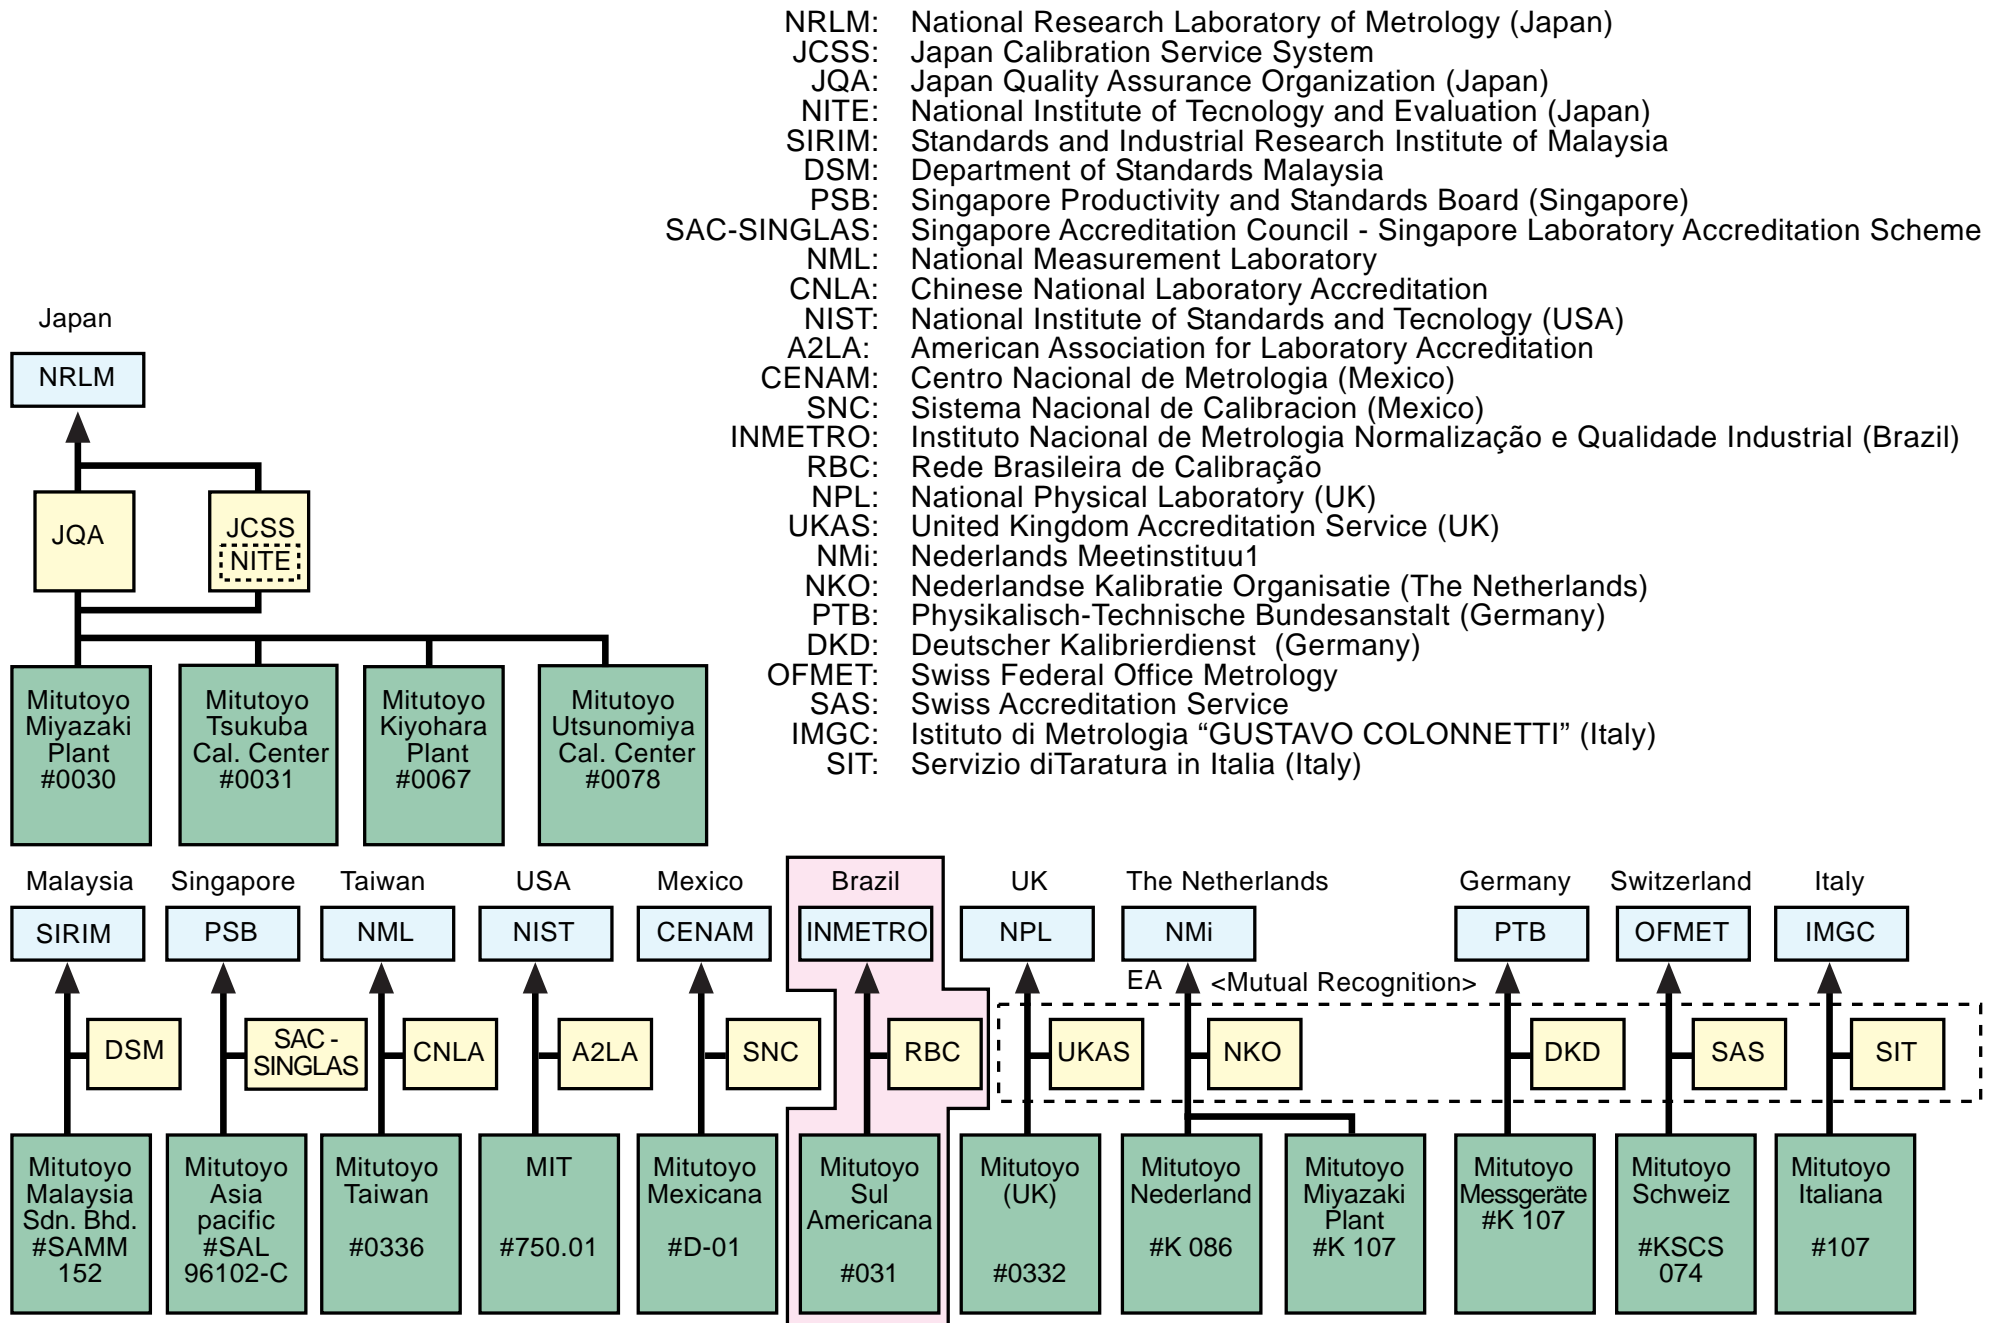 NRLM: National Research Laboratory of Metrology (Japan)
JCSS: Japan Calibration Service System
JQA: Japan Quality Assurance Organization (Japan)
NITE: National Institute of Tecnology and Evaluation (Japan)
SIRIM: Standards and Industrial Research Institute of Malaysia
DSM: Department of Standards Malaysia
PSB: Singapore Productivity and Standards Board (Singapore)
SAC-SINGLAS: Singapore Accreditation Council - Singapore Laboratory Accreditation Scheme
NML: National Measurement Laboratory
CNLA: Chinese National Laboratory Accreditation
NIST: National Institute of Standards and Tecnology (USA)
A2LA: American Association for Laboratory Accreditation
CENAM: Centro Nacional de Metrologia (Mexico)
SNC: Sistema Nacional de Calibracion (Mexico)
INMETRO: Instituto Nacional de Metrologia Normalização e Qualidade Industrial (Brazil)
RBC: Rede Brasileira de Calibração
NPL: National Physical Laboratory (UK)
UKAS: United Kingdom Accreditation Service (UK)
NMi: Nederlands Meetinstituu1
NKO: Nederlandse Kalibratie Organisatie (The Netherlands)
PTB: Physikalisch-Technische Bundesanstalt (Germany)
DKD: Deutscher Kalibrierdienst (Germany)
OFMET: Swiss Federal Office Metrology
SAS: Swiss Accreditation Service
IMGC: Istituto di Metrologia “GUSTAVO COLONNETTI” (Italy)
SIT: Servizio diTaratura in Italia (Italy)
Japan
NRLM
JQA
JCSS
NITE
Mitutoyo
Miyazaki
Plant
#0030
Mitutoyo
Tsukuba
Cal. Center
#0031
Mitutoyo
Kiyohara
Plant
#0067
Mitutoyo
Utsunomiya
Cal. Center
#0078
Malaysia
SIRIM
DSM
Mitutoyo
Malaysia
Sdn. Bhd.
#SAMM
152
Singapore
PSB
SAC -
SINGLAS
Mitutoyo
Asia
pacific
#SAL
96102-C
Taiwan
NML
CNLA
Mitutoyo
Taiwan
#0336
USA
NIST
A2LA
MIT
#750.01
Mexico
CENAM
SNC
Mitutoyo
Mexicana
#D-01
Brazil
INMETRO
RBC
Mitutoyo
Sul
Americana
#031
UK
NPL
UKAS
Mitutoyo
(UK)
#0332
The Netherlands
NMi
EA <Mutual Recognition>
NKO
Mitutoyo
Nederland
#K 086
Mitutoyo
Miyazaki
Plant
#K 107
Germany
PTB
DKD
Mitutoyo
Messgeräte
#K 107
Switzerland
OFMET
SAS
Mitutoyo
Schweiz
#KSCS
074
Italy
IMGC
SIT
Mitutoyo
Italiana
#107